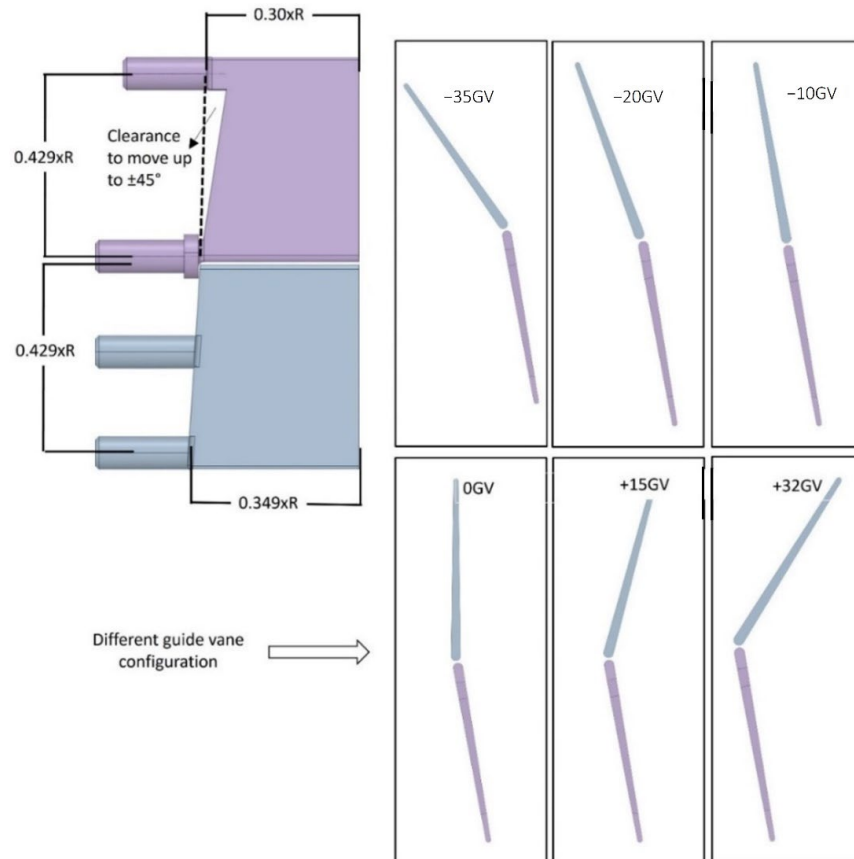 0.30xR
Clearance
to move up
to ±45°
0.429xR
0.429xR
0.349xR
−35GV
−20GV
−10GV
0GV
+15GV
+32GV
Different guide vane
configuration